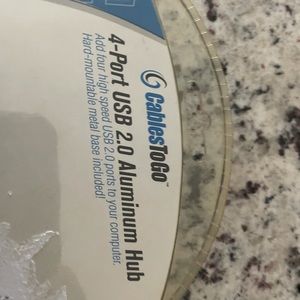 CablesToGo™
4-Port USB 2.0 Aluminum Hub
Add four high speed USB 2.0 ports to your computer.
Hard-mountable metal base included!